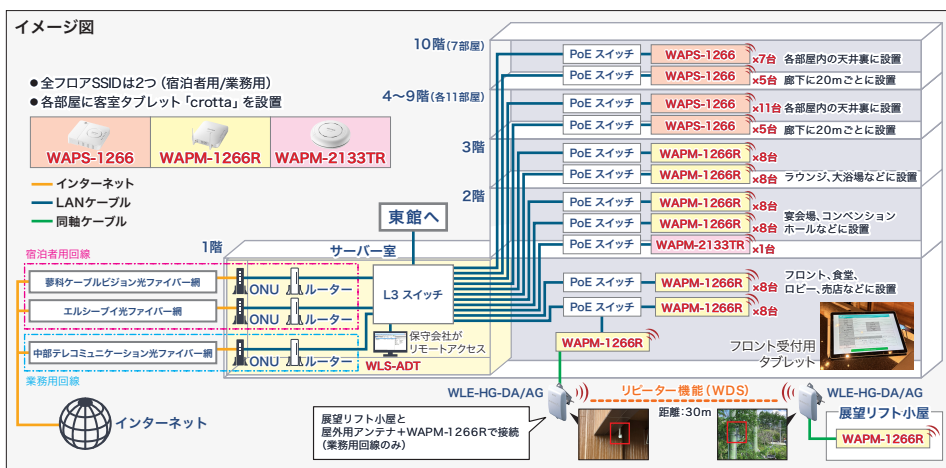 イメージ図
●全フロアSSIDは2つ（宿泊者用/業務用）
●各部屋に客室タブレット「crotta」を設置
WAPS-1266
WAPM-1266R
WAPM-2133TR
インターネット
LANケーブル
同軸ケーブル
10階(7部屋)
PoE スイッチ
WAPS-1266
×7台
各部屋内の天井裏に設置
PoE スイッチ
WAPS-1266
×5台
廊下に20mごとに設置
4〜9階(各11部屋)
PoE スイッチ
WAPS-1266
×11台
各部屋内の天井裏に設置
PoE スイッチ
WAPS-1266
×5台
廊下に20mごとに設置
3階
PoE スイッチ
WAPM-1266R
×8台
PoE スイッチ
WAPM-1266R
×8台
ラウンジ、大浴場などに設置
2階
PoE スイッチ
WAPM-1266R
×8台
PoE スイッチ
WAPM-1266R
×8台
宴会場、コンベンション
ホールなどに設置
PoE スイッチ
WAPM-2133TR
×1台
東館へ
1階
サーバー室
宿泊者用回線
蓼科ケーブルビジョン光ファイバー網
ONU
ルーター
エルシーブイ光ファイバー網
ONU
ルーター
中部テレコミュニケーション光ファイバー網
ONU
ルーター
業務用回線
L3 スイッチ
保守会社が
リモートアクセス
WLS-ADT
PoE スイッチ
WAPM-1266R
×8台
フロント、食堂、
ロビー、売店などに設置
PoE スイッチ
WAPM-1266R
×8台
WAPM-1266R
フロント受付用
タブレット
インターネット
展望リフト小屋と
屋外用アンテナ+WAPM-1266Rで接続
(業務用回線のみ)
WLE-HG-DA/AG
リピーター機能(WDS)
距離:30m
WLE-HG-DA/AG
展望リフト小屋
WAPM-1266R